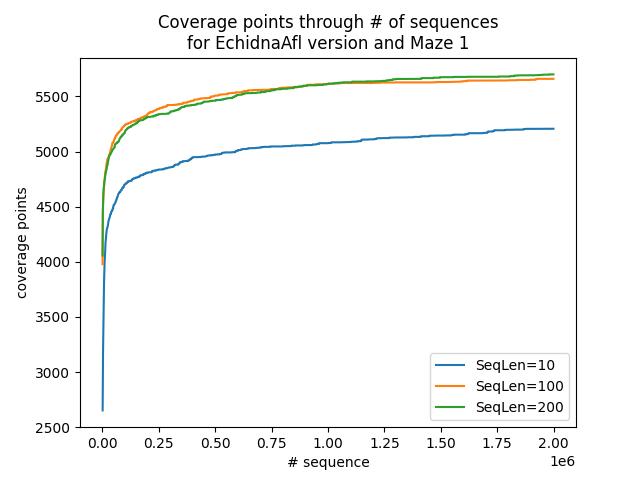 Coverage points through # of sequences
for EchidnaAfl version and Maze 1
5500
5000
4500
4000
3500
3000
2500
coverage points
SeqLen=10
SeqLen=100
SeqLen=200
0.00 0.25 0.50 0.75 1.00 1.25 1.50 1.75 2.00
# sequence
1e6